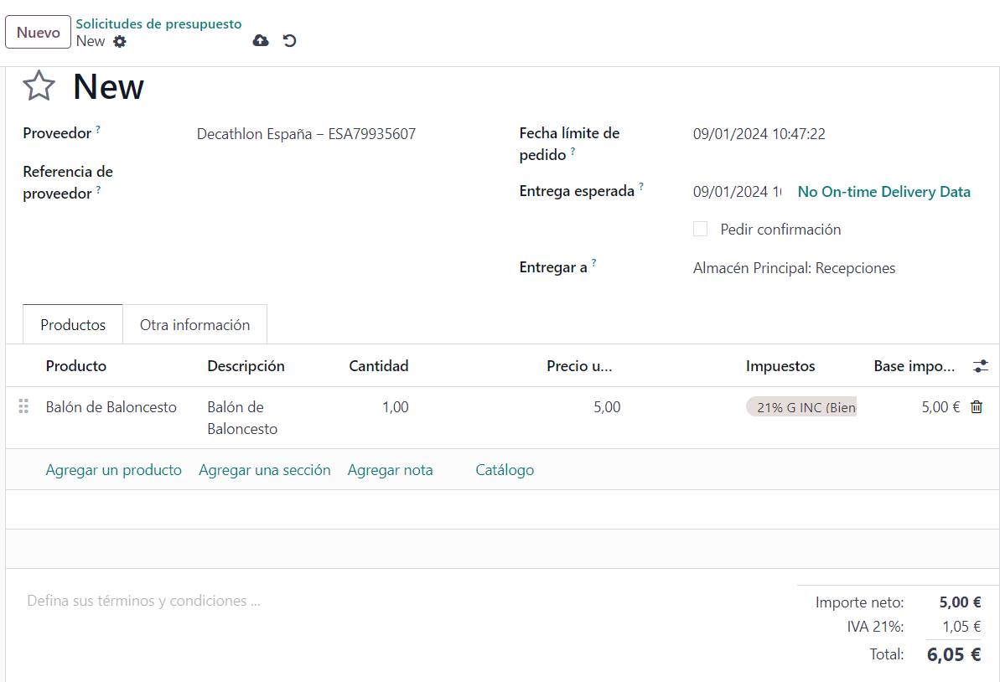 Nuevo
Solicitudes de presupuesto
New
New
Proveedor ?
Decathlon España – ESA79935607
Referencia de
proveedor ?
Fecha límite de
pedido ?
09/01/2024 10:47:22
Entrega esperada ?
09/01/2024 1
No On-time Delivery Data
Pedir confirmación
Entregar a ?
Almacén Principal: Recepciones
Productos
Otra información
Producto
Descripción
Cantidad
Precio u...
Impuestos
Base impo...
Balón de Baloncesto
Balón de
Baloncesto
1,00
5,00
21% G INC (Bien
5,00 €
Agregar un producto
Agregar una sección
Agregar nota
Catálogo
Defina sus términos y condiciones ...
Importe neto:
5,00 €
IVA 21%:
1,05 €
Total:
6,05 €